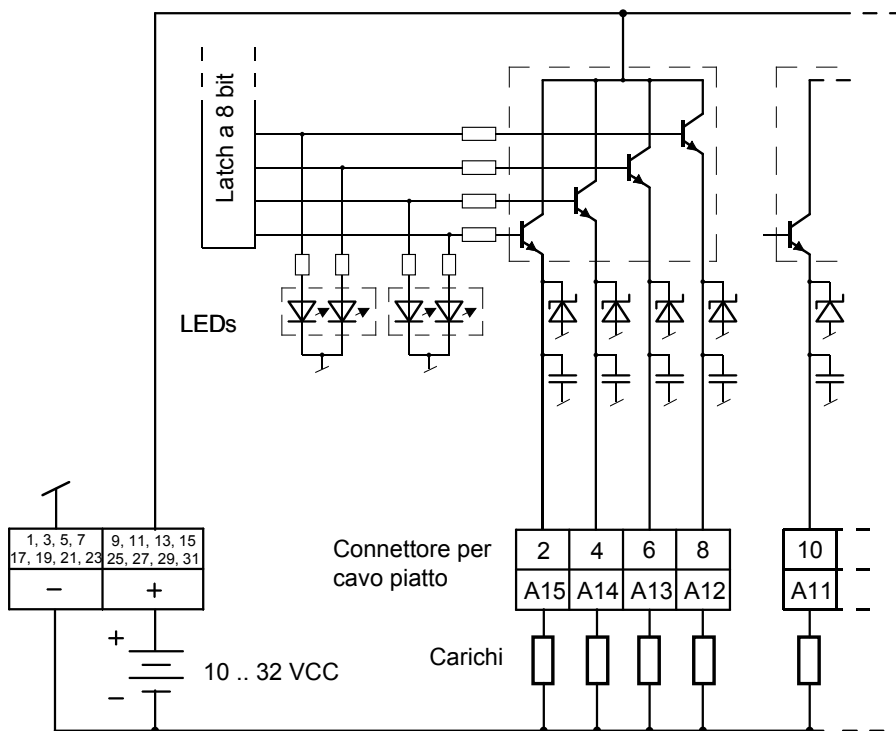 Latch a 8 bit
LEDs
1, 3, 5, 7
17, 19, 21, 23
9, 11, 13, 15
25, 27, 29, 31
−
+
+
−
10 .. 32 VCC
Connettore per
cavo piatto
2
4
6
8
10
A15
A14
A13
A12
A11
Carichi